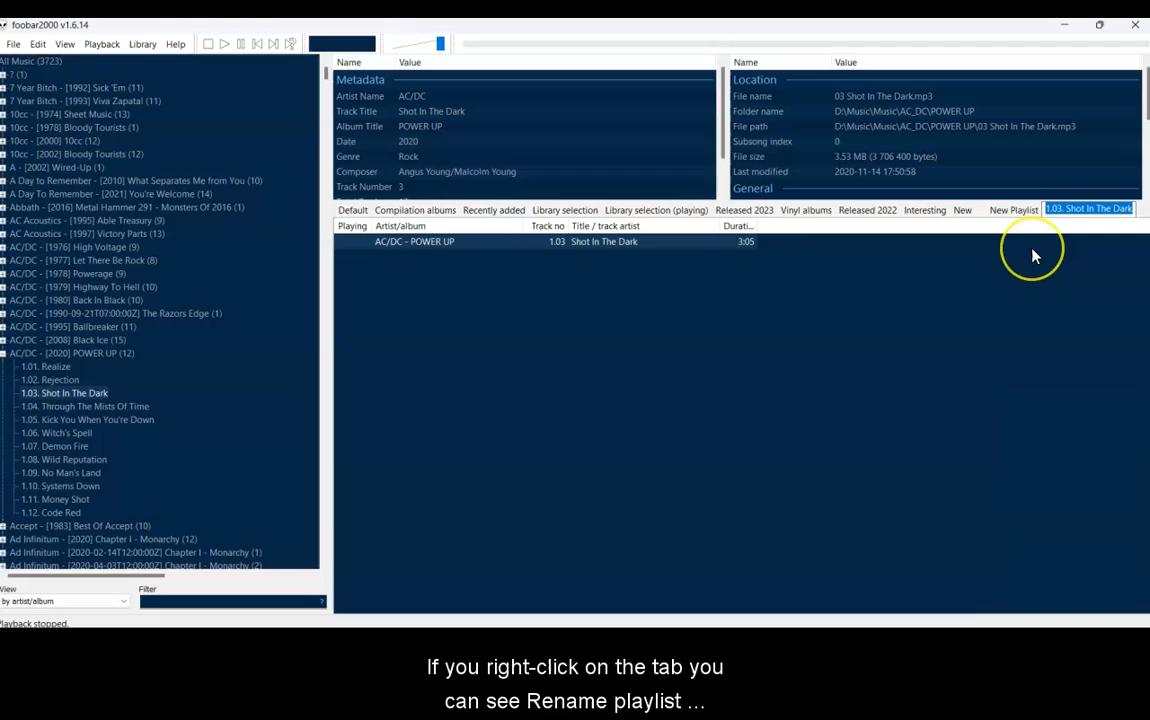 foobar2000 v1.6.14
File Edit View Playback Library Help
All Music (3723)
? (1)
7 Year Bitch - [1992] Sick 'Em (11)
7 Year Bitch - [1993] Viva Zapata! (11)
10cc - [1974] Sheet Music (13)
10cc - [1978] Bloody Tourists (1)
10cc - [2000] 10cc (12)
10cc - [2002] Bloody Tourists (12)
A - [2002] Wired-Up (1)
A Day to Remember - [2010] What Separates Me from You (10)
A Day To Remember - [2021] You're Welcome (14)
Abbath - [2016] Metal Hammer 291 - Monsters Of 2016 (1)
AC Acoustics - [1995] Able Treasury (9)
AC Acoustics - [1997] Victory Parts (13)
AC/DC - [1976] High Voltage (9)
AC/DC - [1977] Let There Be Rock (8)
AC/DC - [1978] Powerage (9)
AC/DC - [1979] Highway To Hell (10)
AC/DC - [1980] Back In Black (10)
AC/DC - [1990-09-21T07:00:00Z] The Razors Edge (1)
AC/DC - [1995] Ballbreaker (11)
AC/DC - [2008] Black Ice (15)
AC/DC - [2020] POWER UP (12)
1.01. Realize
1.02. Rejection
1.03. Shot In The Dark
1.04. Through The Mists Of Time
1.05. Kick You When You're Down
1.06. Witch's Spell
1.07. Demon Fire
1.08. Wild Reputation
1.09. No Man's Land
1.10. Systems Down
1.11. Money Shot
1.12. Code Red
Accept - [1983] Best Of Accept (10)
Ad Infinitum - [2020] Chapter I - Monarchy (12)
Ad Infinitum - [2020-02-14T12:00:00Z] Chapter I - Monarchy (1)
Ad Infinitum - [2020-04-03T12:00:00Z] Chapter I - Monarchy (2)
View Filter
by artist/album ?
Playback stopped.
Name Value
Metadata
Artist Name AC/DC
Track Title Shot In The Dark
Album Title POWER UP
Date 2020
Genre Rock
Composer Angus Young/Malcolm Young
Track Number 3
Name Value
Location
File name 03 Shot In The Dark.mp3
Folder name D:\Music\Music\AC_DC\POWER UP
File path D:\Music\Music\AC_DC\POWER UP\03 Shot In The Dark.mp3
Subsong index 0
File size 3.53 MB (3 706 400 bytes)
Last modified 2020-11-14 17:50:58
General
Default Compilation albums Recently added Library selection Library selection (playing) Released 2023 Vinyl albums Released 2022 Interesting New New Playlist 1.03. Shot In The Dark
Playing Artist/album Track no Title / track artist Durati...
AC/DC - POWER UP 1.03 Shot In The Dark 3:05
If you right-click on the tab you
can see Rename playlist ...